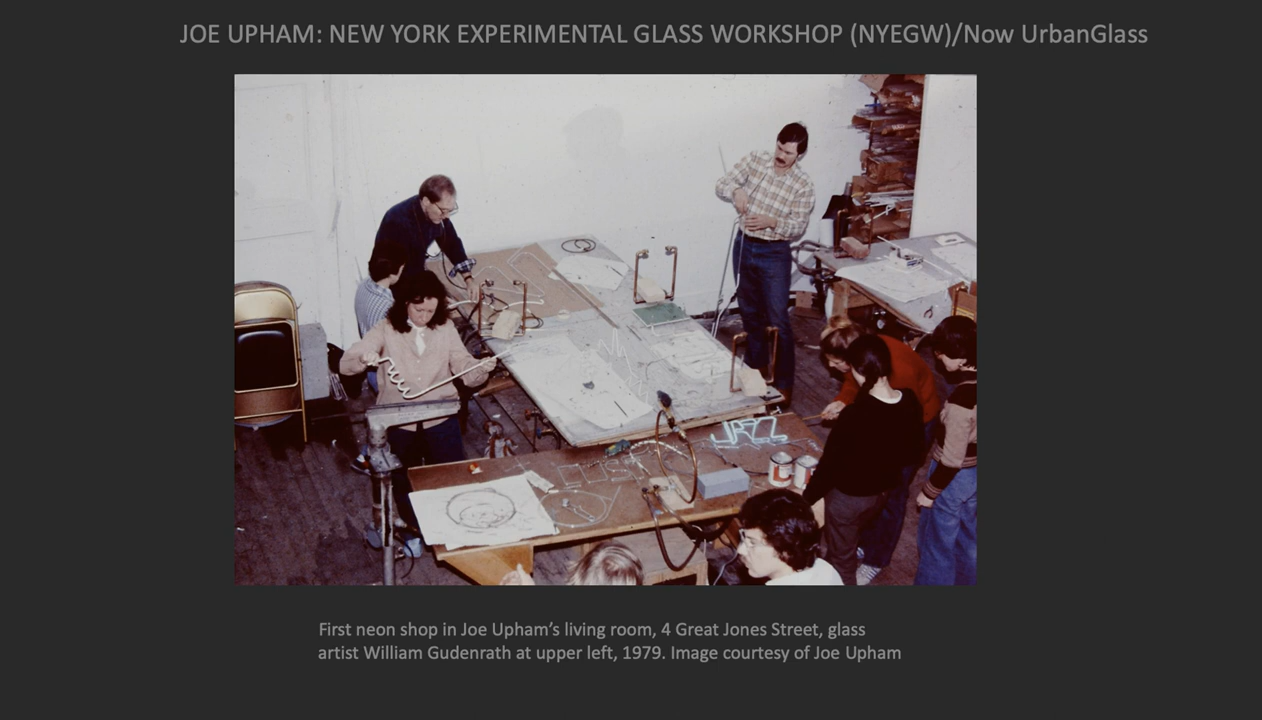 JOE UPHAM: NEW YORK EXPERIMENTAL GLASS WORKSHOP (NYEGW)/Now UrbanGlass
JAZZ
First neon shop in Joe Upham’s living room, 4 Great Jones Street, glass
artist William Gudenrath at upper left, 1979. Image courtesy of Joe Upham